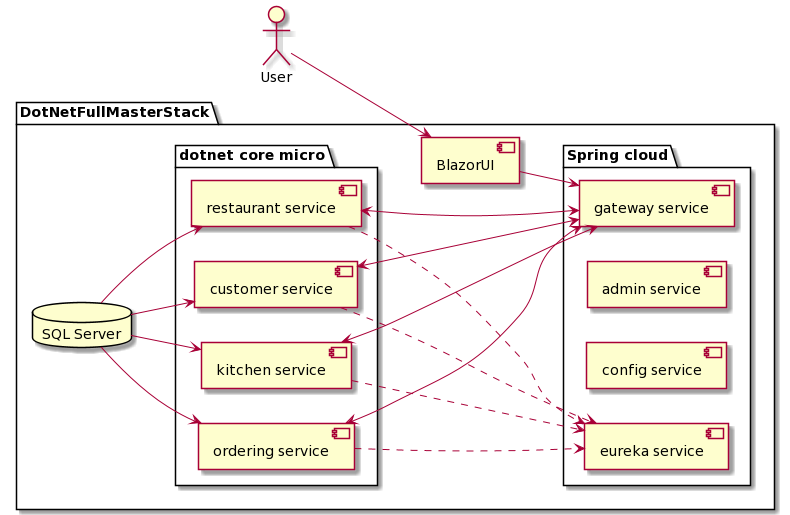 User
DotNetFullMasterStack
dotnet core micro
Spring cloud
BlazorUI
restaurant service
gateway service
customer service
admin service
SQL Server
kitchen service
config service
ordering service
eureka service